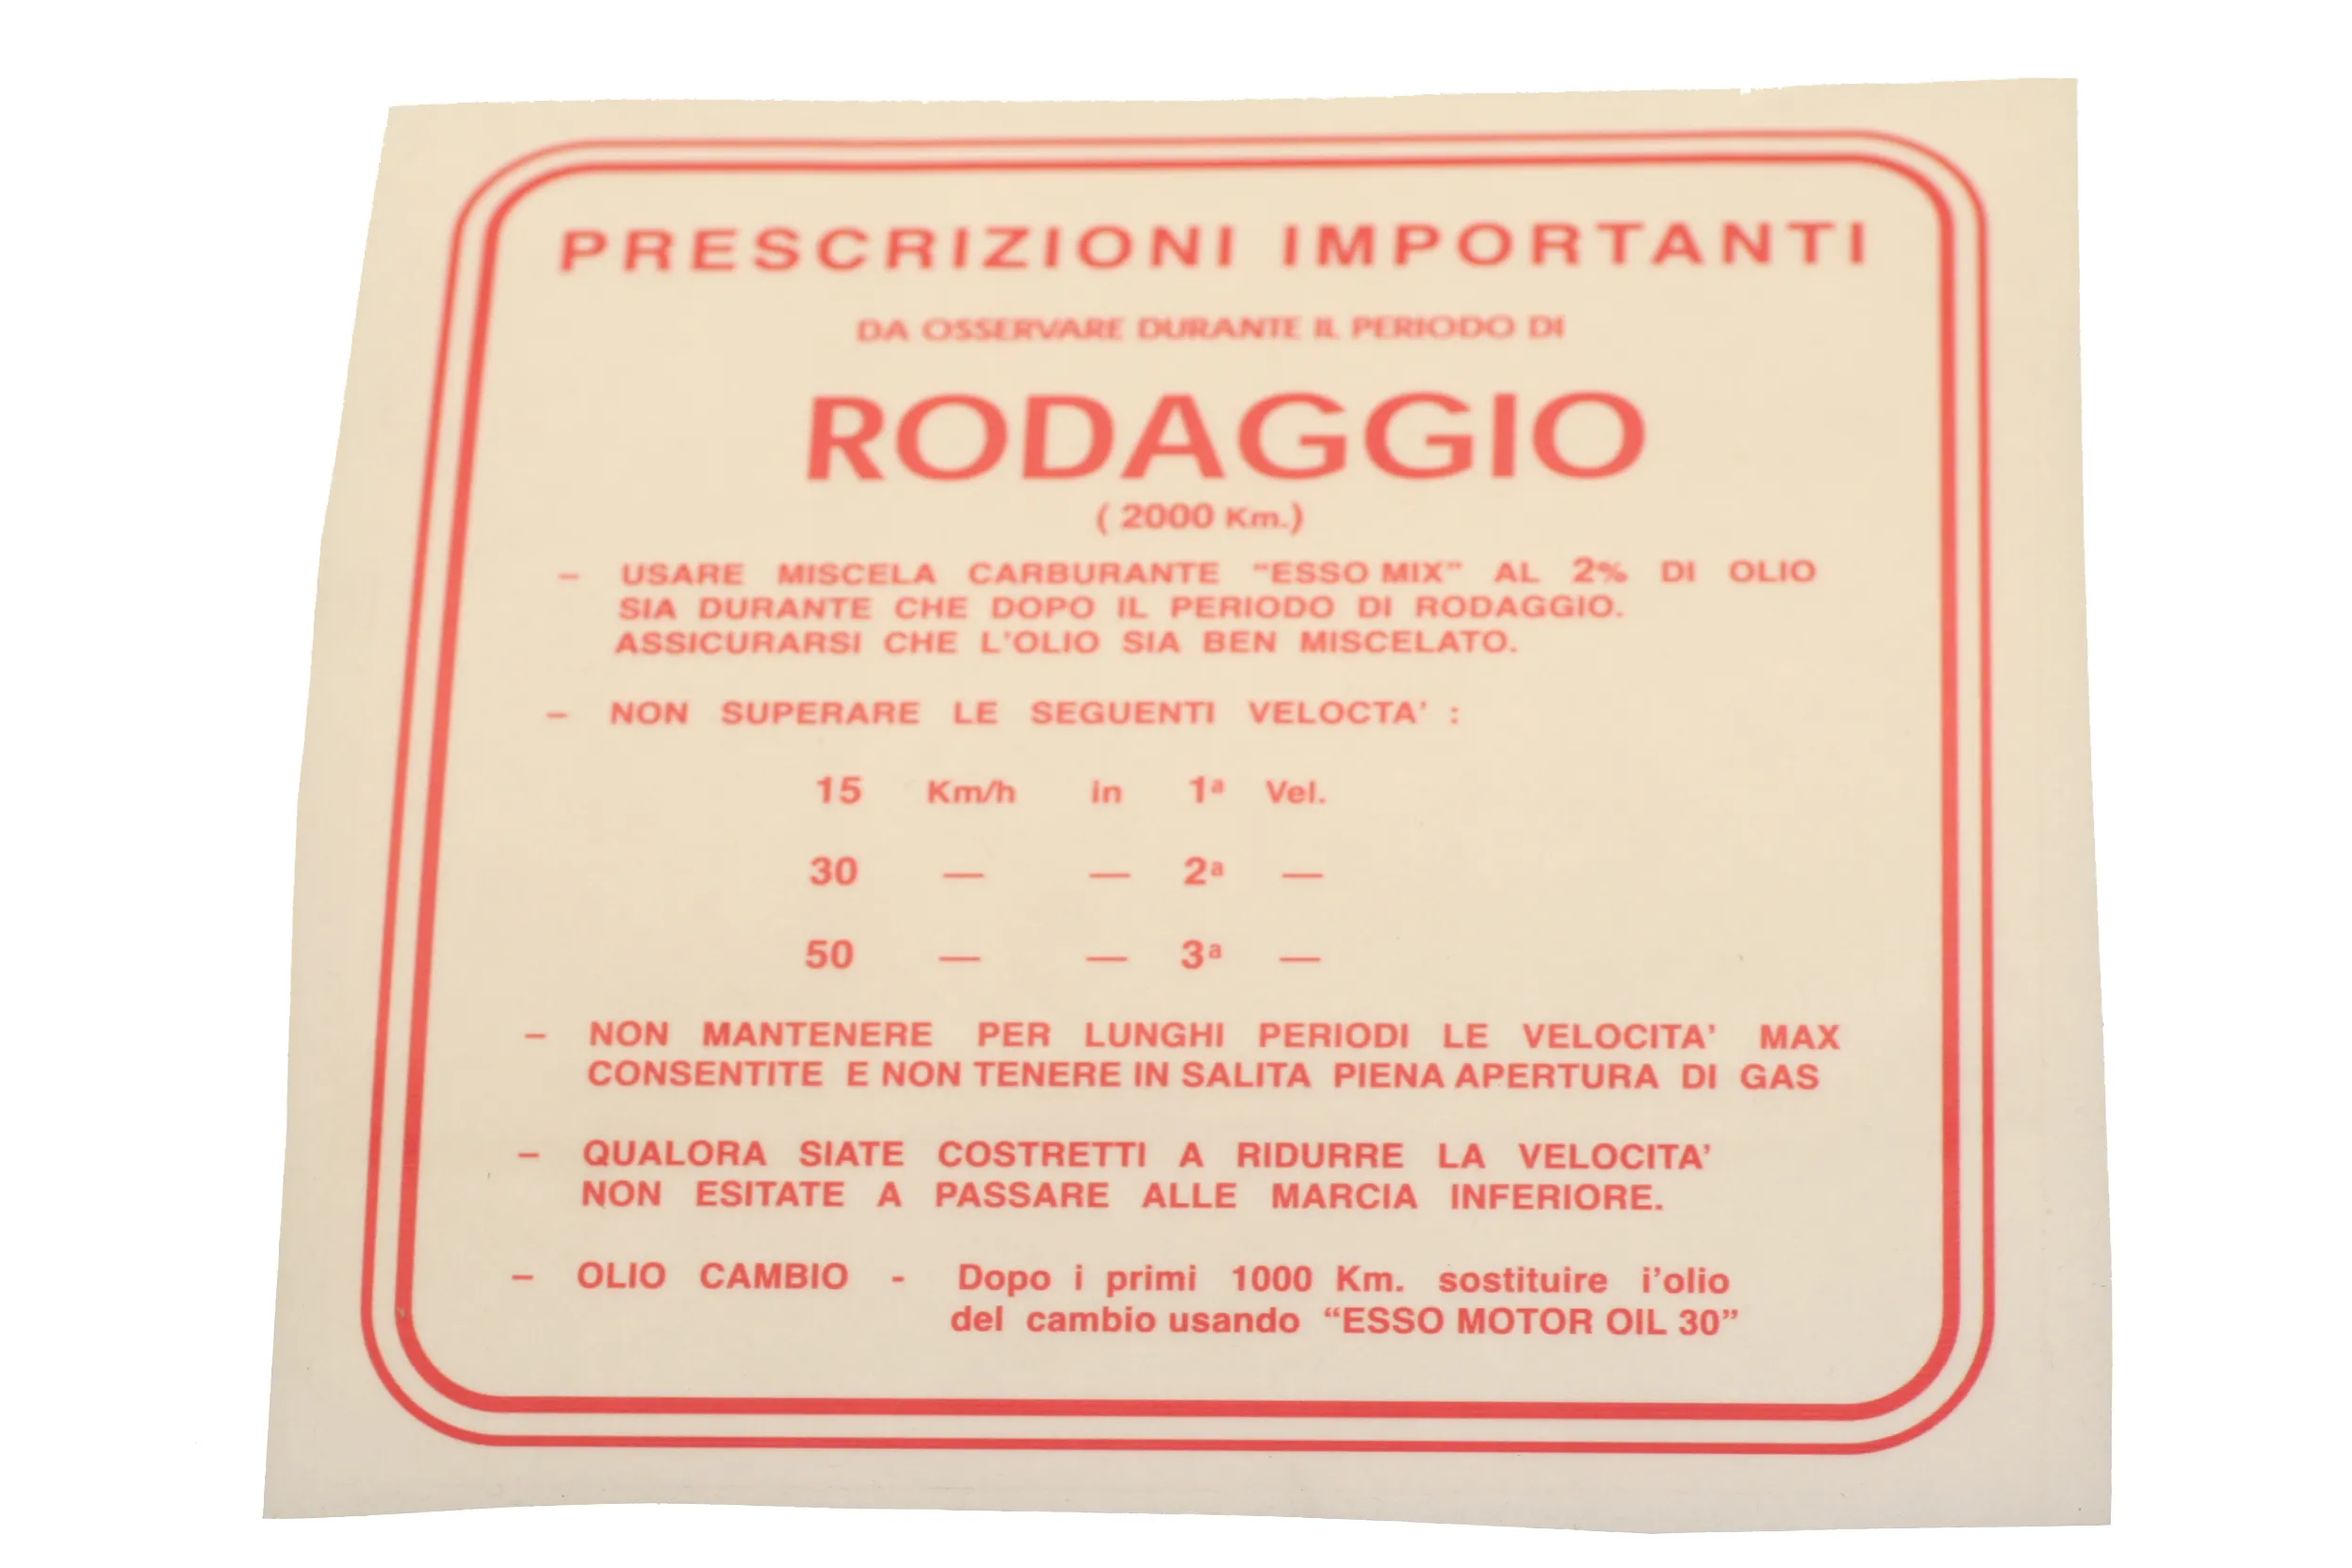 PRESCRIZIONI IMPORTANTI
DA OSSERVARE DURANTE IL PERIODO DI
RODAGGIO
( 2000 Km.)
– USARE MISCELA CARBURANTE “ESSO MIX” AL 2% DI OLIO
SIA DURANTE CHE DOPO IL PERIODO DI RODAGGIO.
ASSICURARSI CHE L'OLIO SIA BEN MISCELATO.
– NON SUPERARE LE SEGUENTI VELOCTA' :
15 Km/h in 1ª Vel.
30 — — 2ª —
50 — — 3ª —
– NON MANTENERE PER LUNGHI PERIODI LE VELOCITA' MAX
CONSENTITE E NON TENERE IN SALITA PIENA APERTURA DI GAS
– QUALORA SIATE COSTRETTI A RIDURRE LA VELOCITA'
NON ESITATE A PASSARE ALLE MARCIA INFERIORE.
– OLIO CAMBIO - Dopo i primi 1000 Km. sostituire i'olio
del cambio usando “ESSO MOTOR OIL 30”